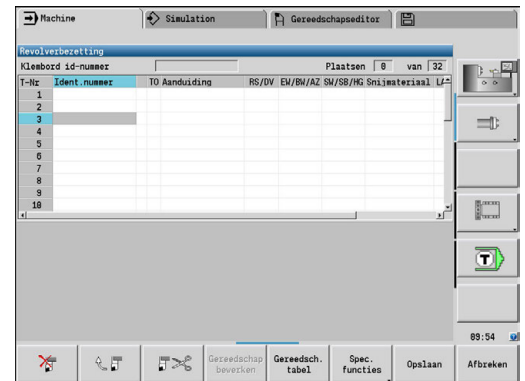 Machine Simulation Gereedschapseditor
Revolverbezetting
Klembord id-nummer Plaatsen 0 van 32
T-Nr Ident.nummer TO Aanduiding RS/DV EW/BW/AZ SW/SB/HG Snijmateriaal
1
2
3
4
5
6
7
8
9
10
T
09:54
Gereedschap bewerken
Gereedsch. tabel
Spec. functies
Opslaan
Afbreken